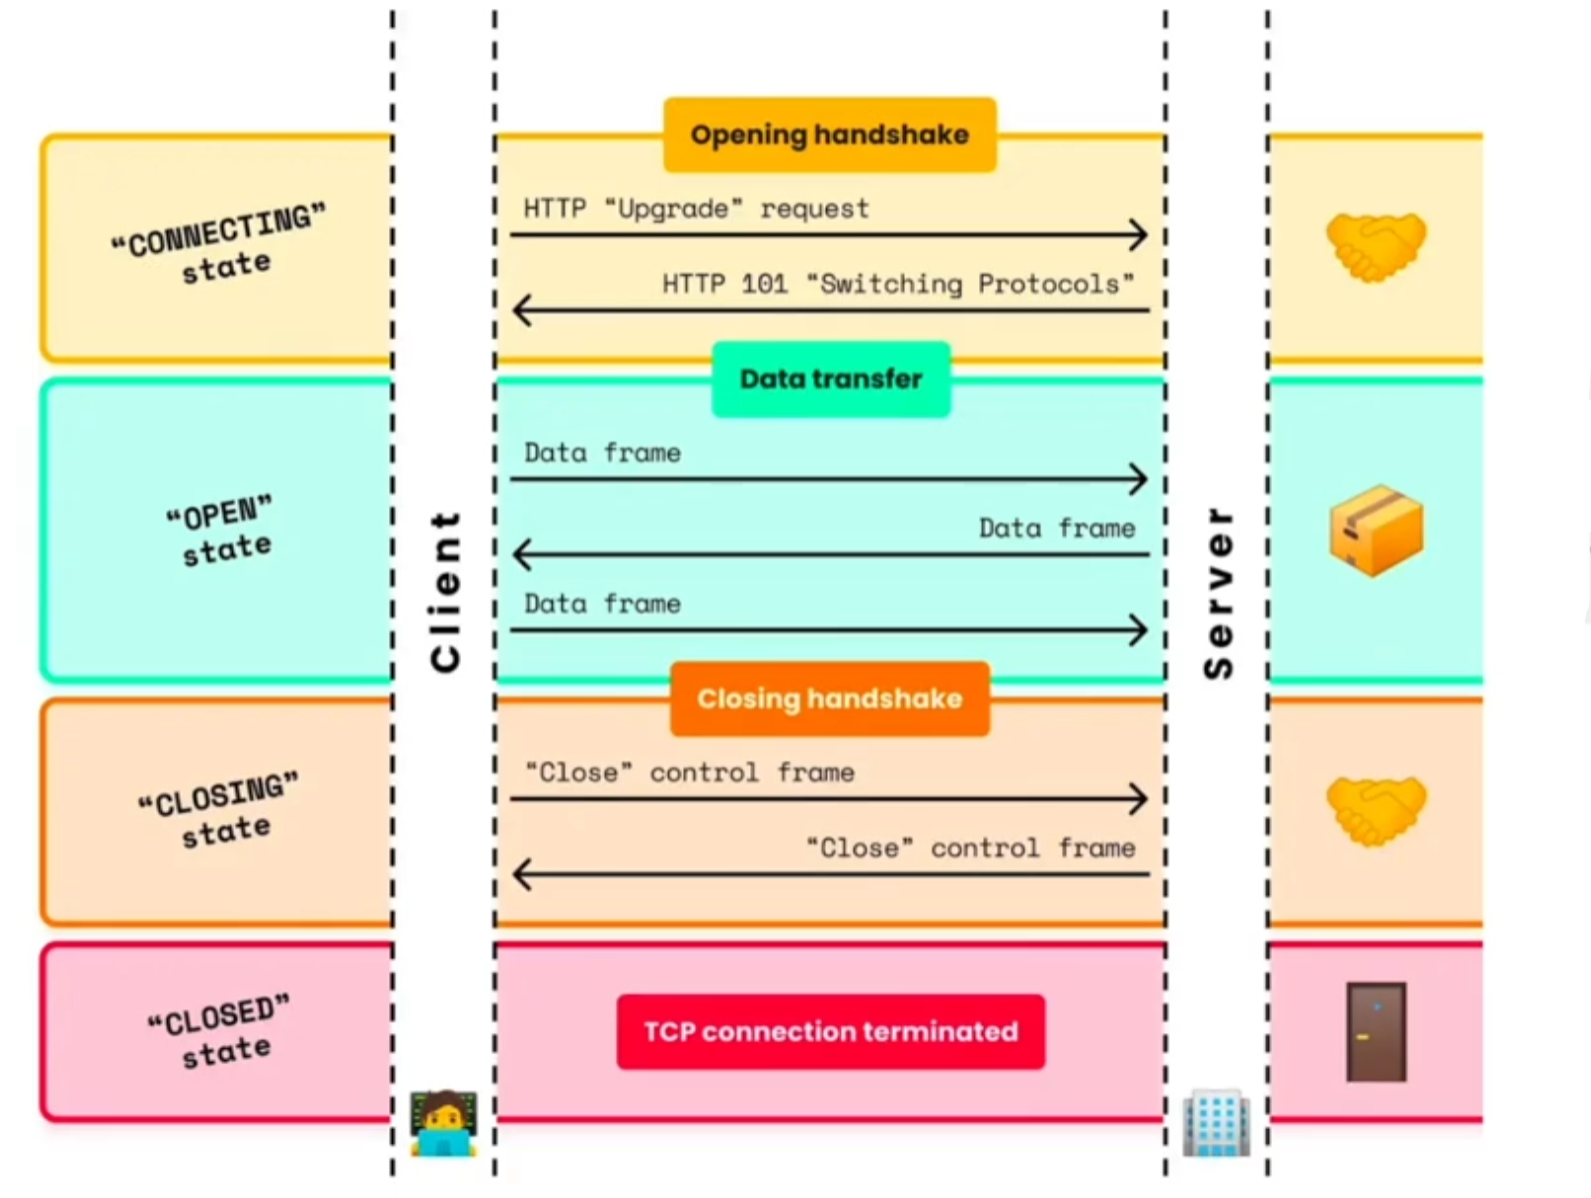 Opening handshake
“CONNECTING”
state
HTTP “Upgrade” request
HTTP 101 “Switching Protocols”
Data transfer
“OPEN”
state
Data frame
Data frame
Data frame
Client
Server
Closing handshake
“CLOSING”
state
“Close” control frame
“Close” control frame
“CLOSED”
state
TCP connection terminated